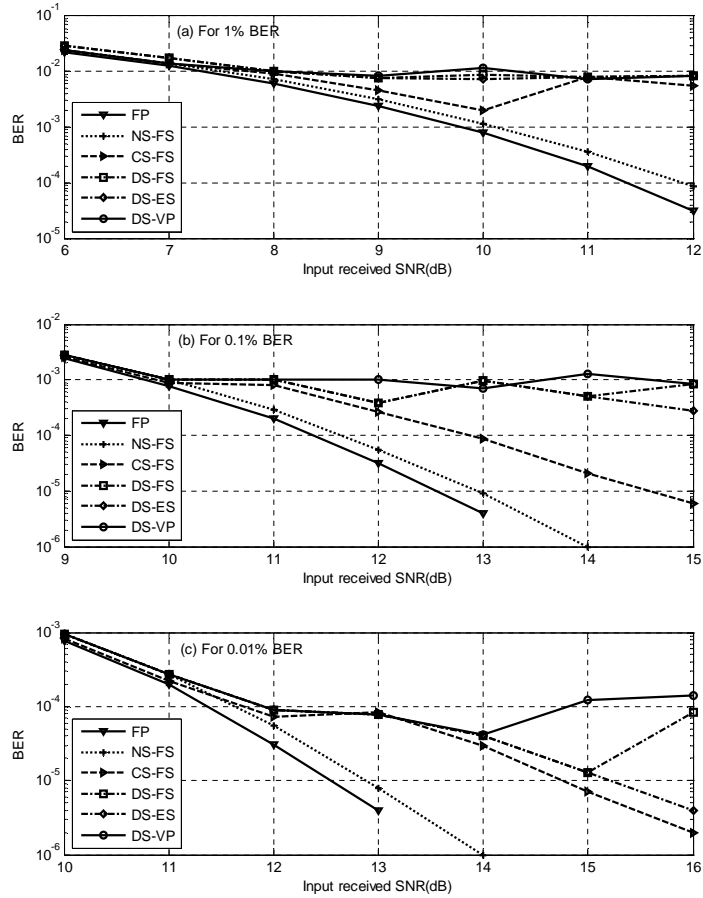 (a) For 1% BER
10^-1
10^-2
10^-3
10^-4
10^-5
BER
FP
NS-FS
CS-FS
DS-FS
DS-ES
DS-VP
6 7 8 9 10 11 12
Input received SNR(dB)
(b) For 0.1% BER
10^-2
10^-3
10^-4
10^-5
10^-6
BER
FP
NS-FS
CS-FS
DS-FS
DS-ES
DS-VP
9 10 11 12 13 14 15
Input received SNR(dB)
(c) For 0.01% BER
10^-3
10^-4
10^-5
10^-6
BER
FP
NS-FS
CS-FS
DS-FS
DS-ES
DS-VP
10 11 12 13 14 15 16
Input received SNR(dB)